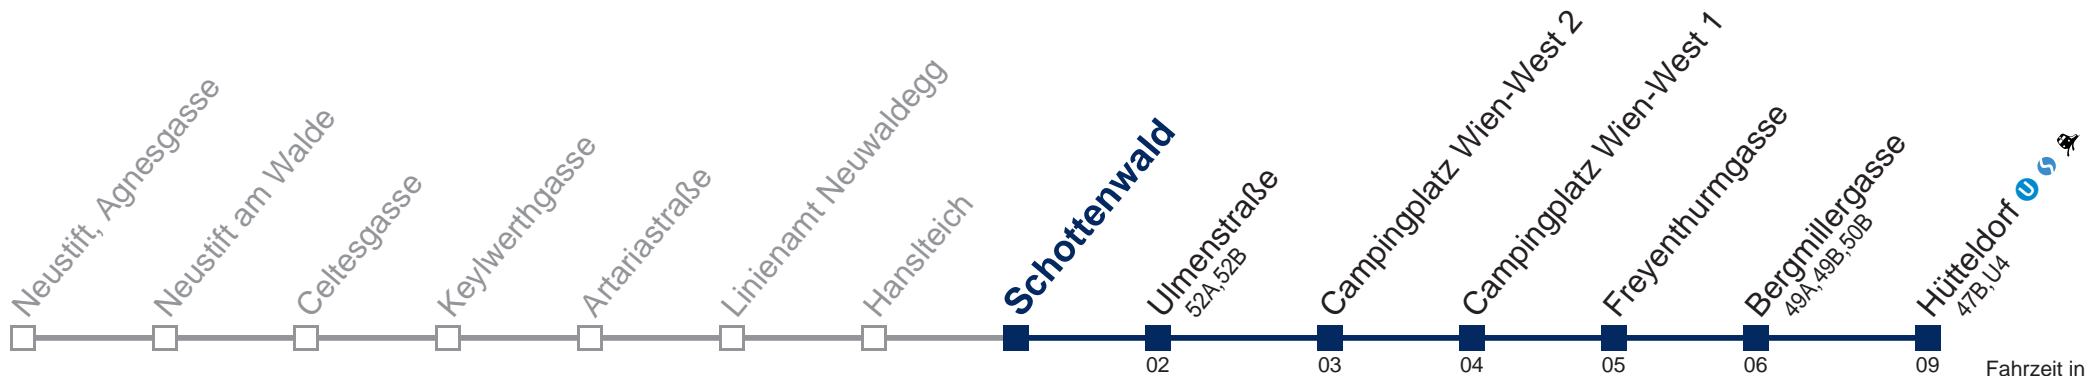 Neustift, Agnesgasse
Neustift am Walde
Celtesgasse
Keylwerthgasse
Artariastraße
Linienamt Neuwaldegg
Hanslteich
Schottenwald
Ulmenstraße
52A,52B
Campingplatz Wien-West 2
Campingplatz Wien-West 1
Freyenthurmgasse
Bergmillergasse
49A,49B,50B
Hütteldorf U S
47B,U4
02
03
04
05
06
09
Fahrzeit in